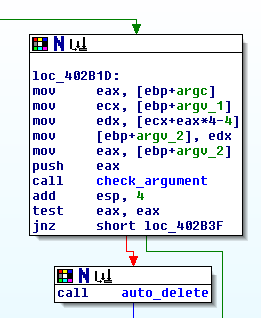 loc_402B1D:
mov eax, [ebp+argc]
mov ecx, [ebp+argv_1]
mov edx, [ecx+eax*4-4]
mov [ebp+argv_2], edx
mov eax, [ebp+argv_2]
push eax
call check_argument
add esp, 4
test eax, eax
jnz short loc_402B3F
call auto_delete